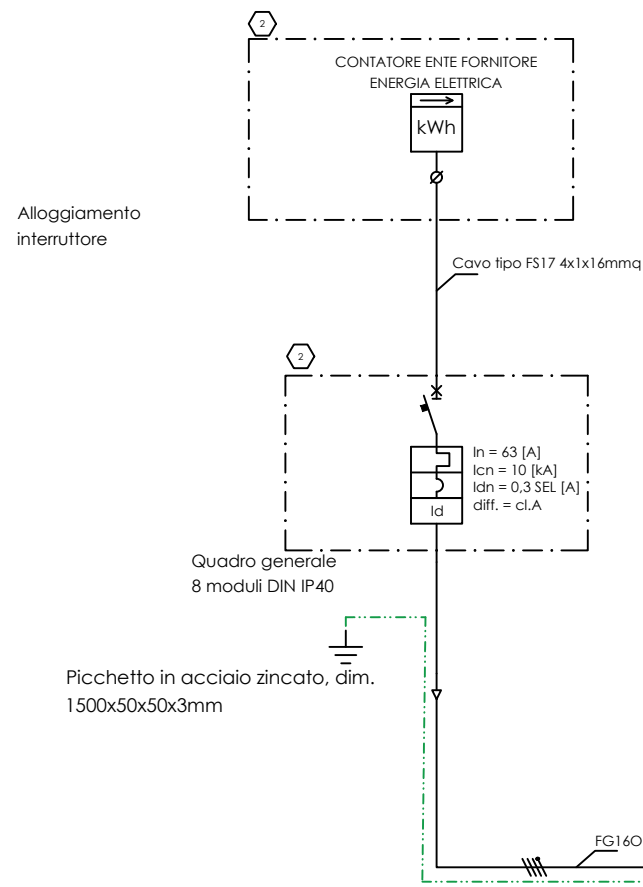 2
CONTATORE ENTE FORNITORE
ENERGIA ELETTRICA
kWh
Alloggiamento
interruttore
Cavo tipo FS17 4x1x16mmq
2
In = 63 [A]
Icn = 10 [kA]
Idn = 0,3 SEL [A]
diff. = cl.A
Id
Quadro generale
8 moduli DIN IP40
Picchetto in acciaio zincato, dim.
1500x50x50x3mm
FG16O